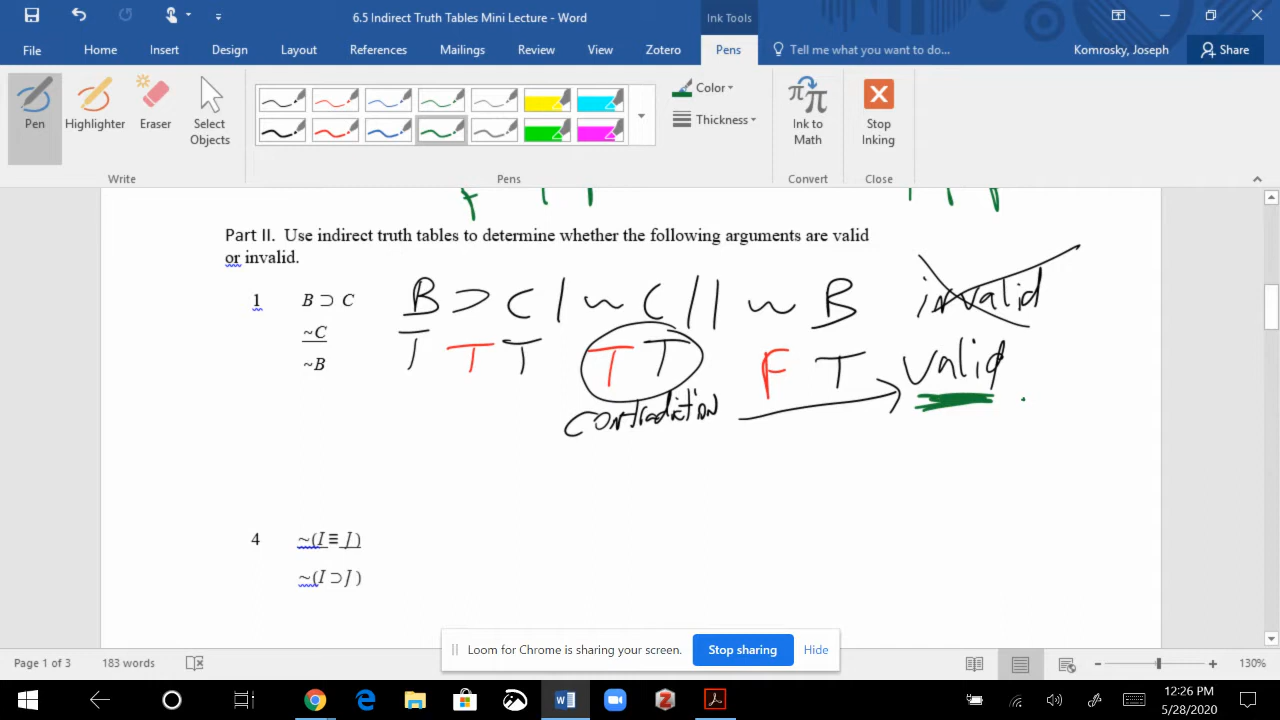 6.5 Indirect Truth Tables Mini Lecture - Word
Ink Tools
File Home Insert Design Layout References Mailings Review View Zotero Pens Tell me what you want to do... Komrosky, Joseph Share
Pen Highlighter Eraser Select Objects
Color
Thickness
Ink to Math
Stop Inking
Write Pens Convert Close
Part II. Use indirect truth tables to determine whether the following arguments are valid
or invalid.
1 B ⊃ C
~C
~B
B ⊃ C / ~ C // ~ B invalid
T T T T T F T valid
contradiction
4 ~(I ≡ J)
~(I ⊃ J)
Loom for Chrome is sharing your screen. Stop sharing Hide
Page 1 of 3 183 words 130%
12:26 PM
5/28/2020